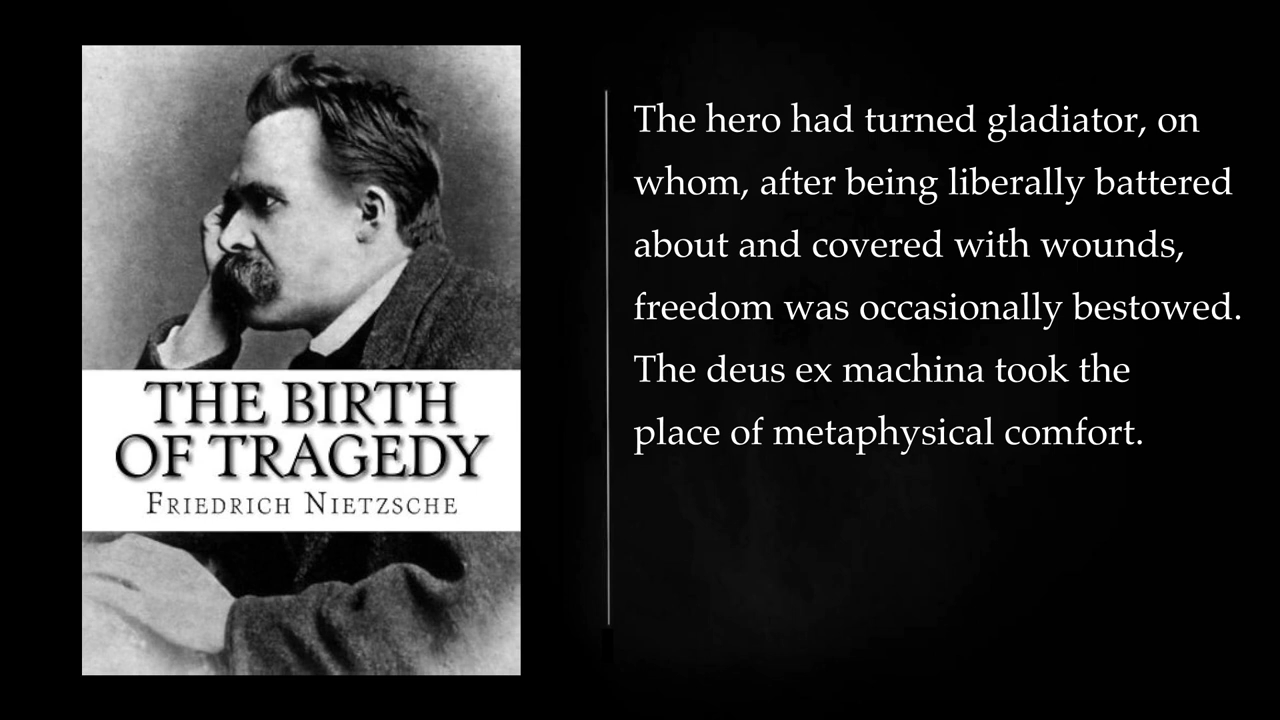 THE BIRTH
OF TRAGEDY
FRIEDRICH NIETZSCHE
The hero had turned gladiator, on
whom, after being liberally battered
about and covered with wounds,
freedom was occasionally bestowed.
The deus ex machina took the
place of metaphysical comfort.